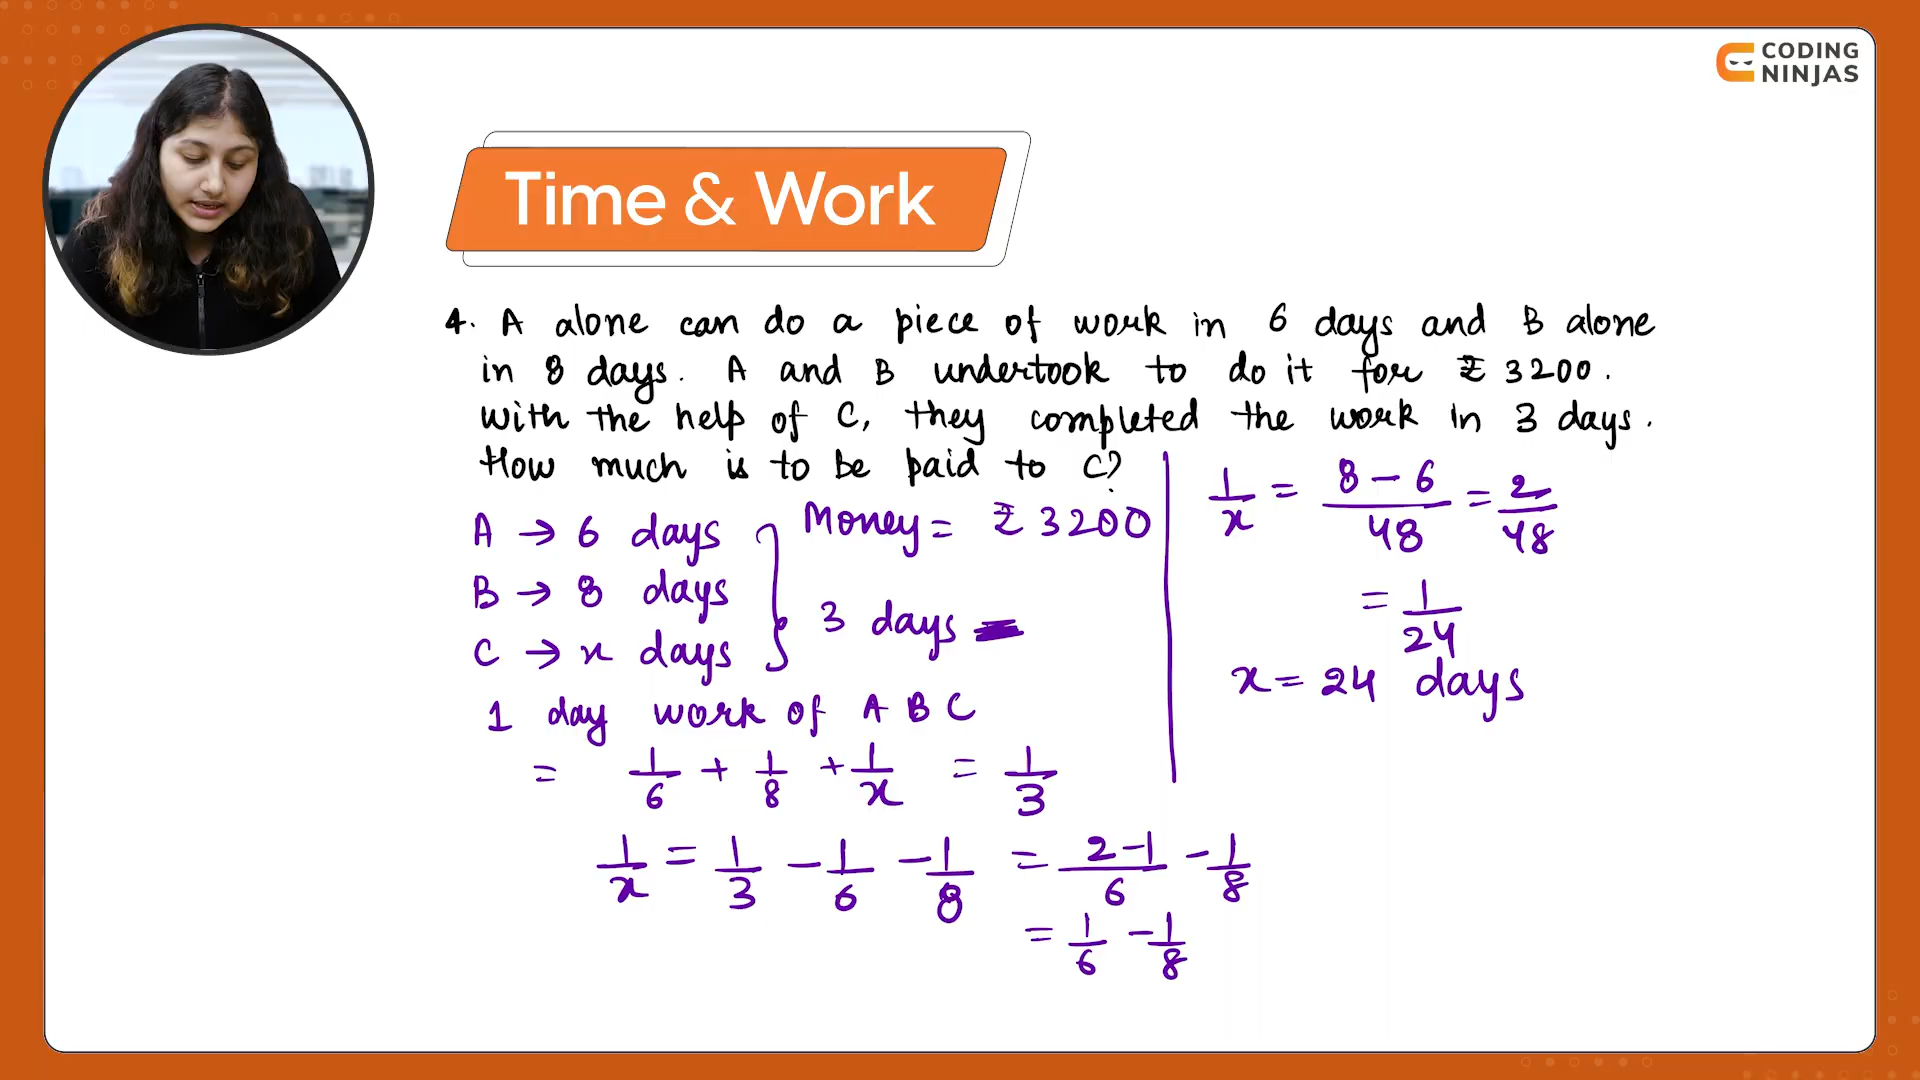 CODING
NINJAS
Time & Work
4. A alone can do a piece of work in 6 days and B alone
in 8 days. A and B undertook to do it for ₹ 3200.
With the help of C, they completed the work in 3 days.
How much is to be paid to C?
A → 6 days
B → 8 days
C → x days
Money = ₹ 3200
3 days
1 day work of A B C
= 1/6 + 1/8 + 1/x = 1/3
1/x = 1/3 - 1/6 - 1/8 = (2-1)/6 - 1/8
= 1/6 - 1/8
1/x = (8 - 6)/48 = 2/48
= 1/24
x = 24 days